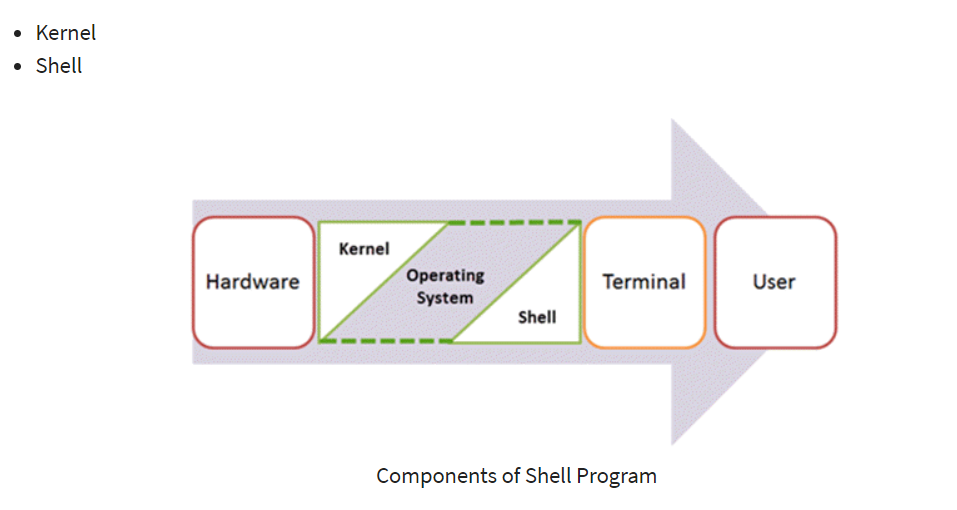 Kernel
Shell
Kernel
Hardware
Operating
System
Shell
Terminal
User
Components of Shell Program